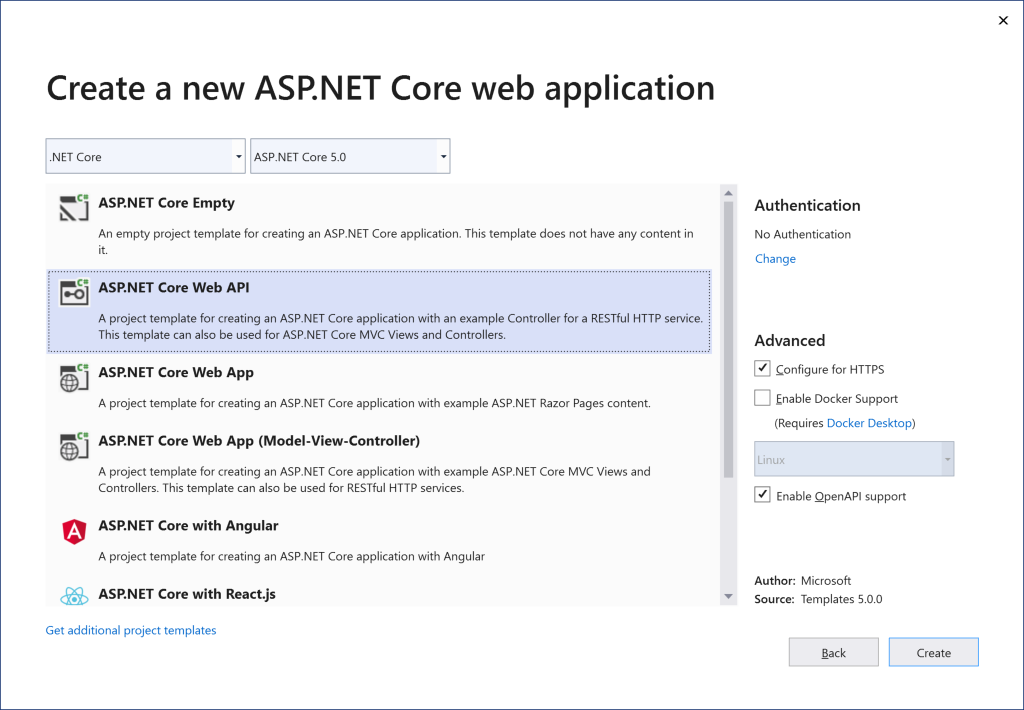 Create a new ASP.NET Core web application
.NET Core
ASP.NET Core 5.0
C#
ASP.NET Core Empty
An empty project template for creating an ASP.NET Core application. This template does not have any content in
it.
C#
ASP.NET Core Web API
A project template for creating an ASP.NET Core application with an example Controller for a RESTful HTTP service.
This template can also be used for ASP.NET Core MVC Views and Controllers.
C#
ASP.NET Core Web App
A project template for creating an ASP.NET Core application with example ASP.NET Razor Pages content.
C#
ASP.NET Core Web App (Model-View-Controller)
A project template for creating an ASP.NET Core application with example ASP.NET Core MVC Views and
Controllers. This template can also be used for RESTful HTTP services.
A
ASP.NET Core with Angular
A project template for creating an ASP.NET Core application with Angular
ASP.NET Core with React.js
Get additional project templates
Authentication
No Authentication
Change
Advanced
Configure for HTTPS
Enable Docker Support
(Requires Docker Desktop)
Linux
Enable OpenAPI support
Author: Microsoft
Source: Templates 5.0.0
Back
Create